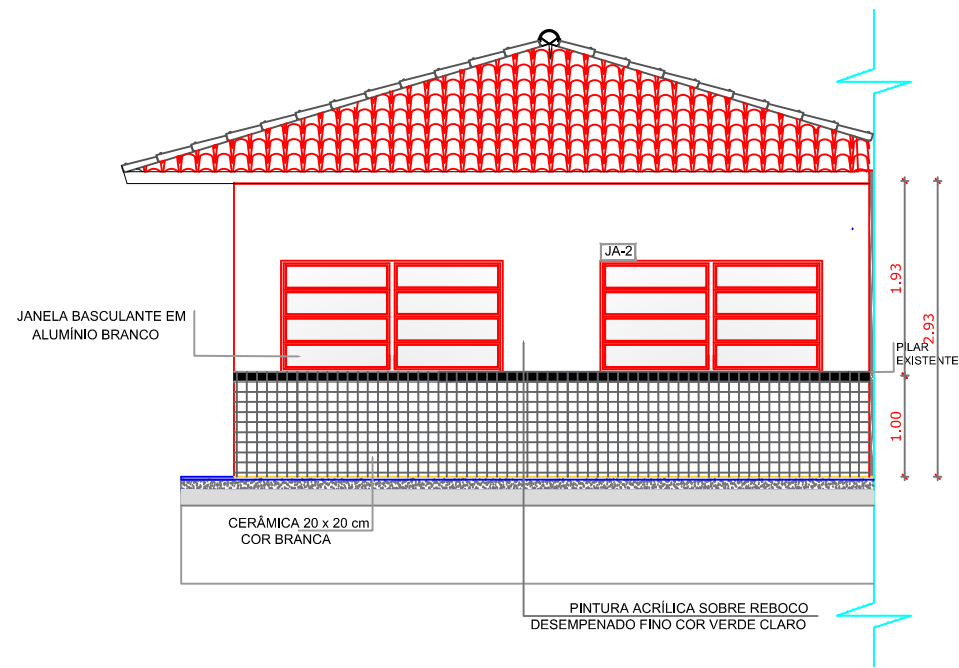 JA-2
1.93
2.93
JANELA BASCULANTE EM
ALUMÍNIO BRANCO
PILAR
EXISTENTE
1.00
CERÂMICA 20 x 20 cm
COR BRANCA
PINTURA ACRÍLICA SOBRE REBOCO
DESEMPENADO FINO COR VERDE CLARO